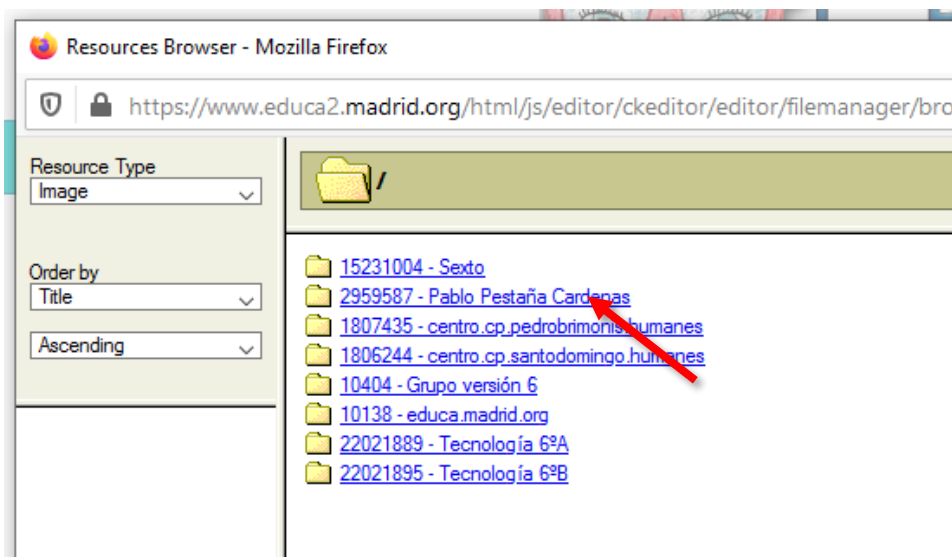 Resources Browser - Mozilla Firefox
https://www.educa2.madrid.org/html/js/editor/ckeditor/editor/filemanager/bro
Resource Type
Image
/
Order by
Title
Ascending
15231004 - Sexto
2959587 - Pablo Pestaña Cardenas
1807435 - centro.cp.pedrobrimonis.humanes
1806244 - centro.cp.santodomingo.humanes
10404 - Grupo versión 6
10138 - educa.madrid.org
22021889 - Tecnología 6ºA
22021895 - Tecnología 6ºB